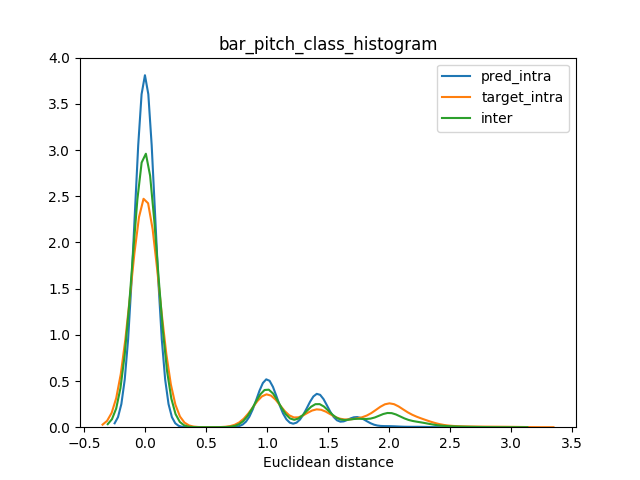 bar_pitch_class_histogram
pred_intra
target_intra
inter
4.0
3.5
3.0
2.5
2.0
1.5
1.0
0.5
0.0
−0.5 0.0 0.5 1.0 1.5 2.0 2.5 3.0 3.5
Euclidean distance